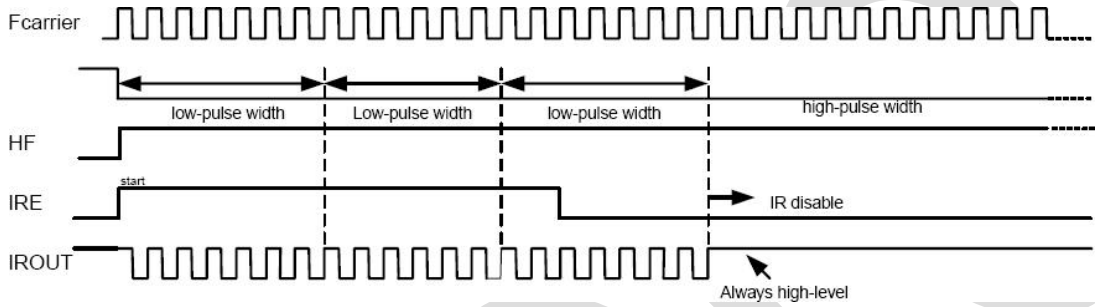 Fcarrier
low-pulse width Low-pulse width low-pulse width high-pulse width
HF
start
IRE
IR disable
IROUT
Always high-level